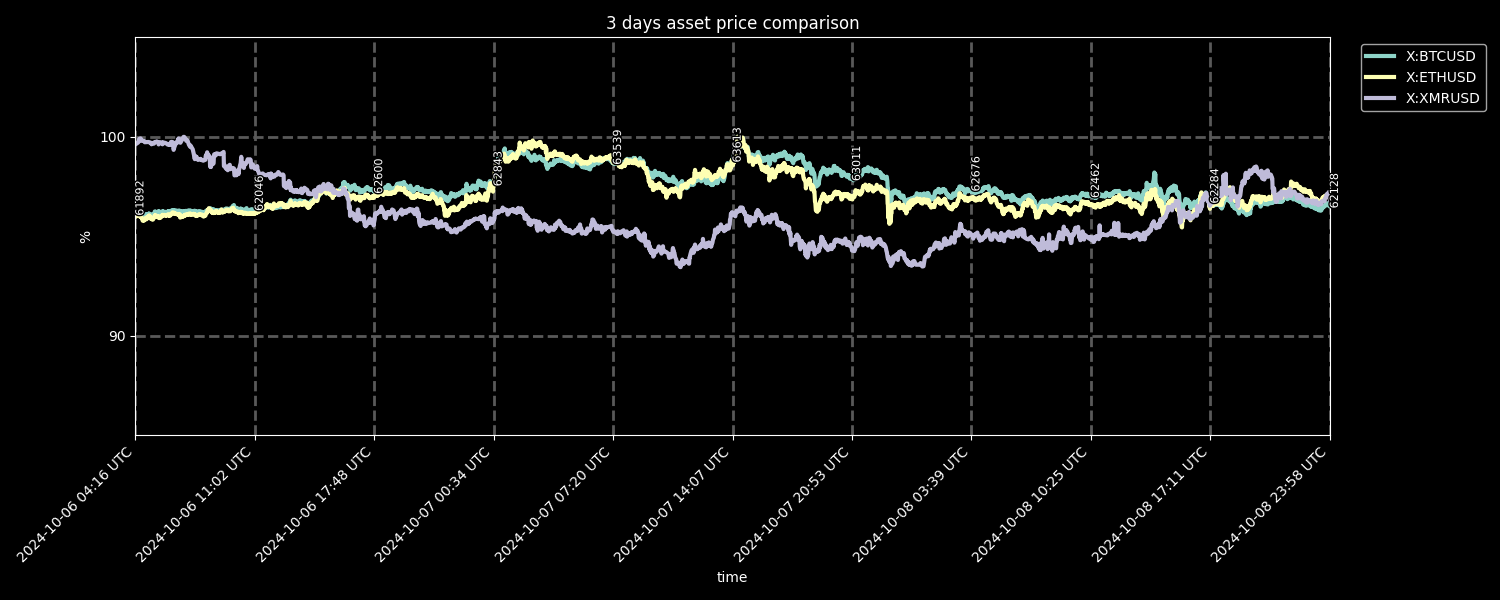 3 days asset price comparison
X:BTCUSD
X:ETHUSD
X:XMRUSD
100
90
%
61892
62046
62600
62843
63539
63613
63011
62676
62462
62284
62128
2024-10-06 04:16 UTC
2024-10-06 11:02 UTC
2024-10-06 17:48 UTC
2024-10-07 00:34 UTC
2024-10-07 07:20 UTC
2024-10-07 14:07 UTC
2024-10-07 20:53 UTC
2024-10-08 03:39 UTC
2024-10-08 10:25 UTC
2024-10-08 17:11 UTC
2024-10-08 23:58 UTC
time